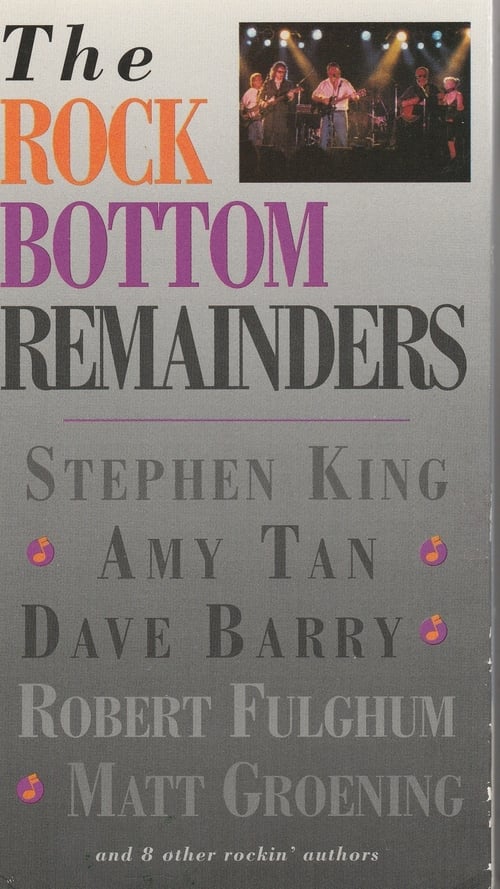 The
ROCK
BOTTOM
REMAINDERS
STEPHEN KING
AMY TAN
DAVE BARRY
ROBERT FULGHUM
MATT GROENING
and 8 other rockin' authors